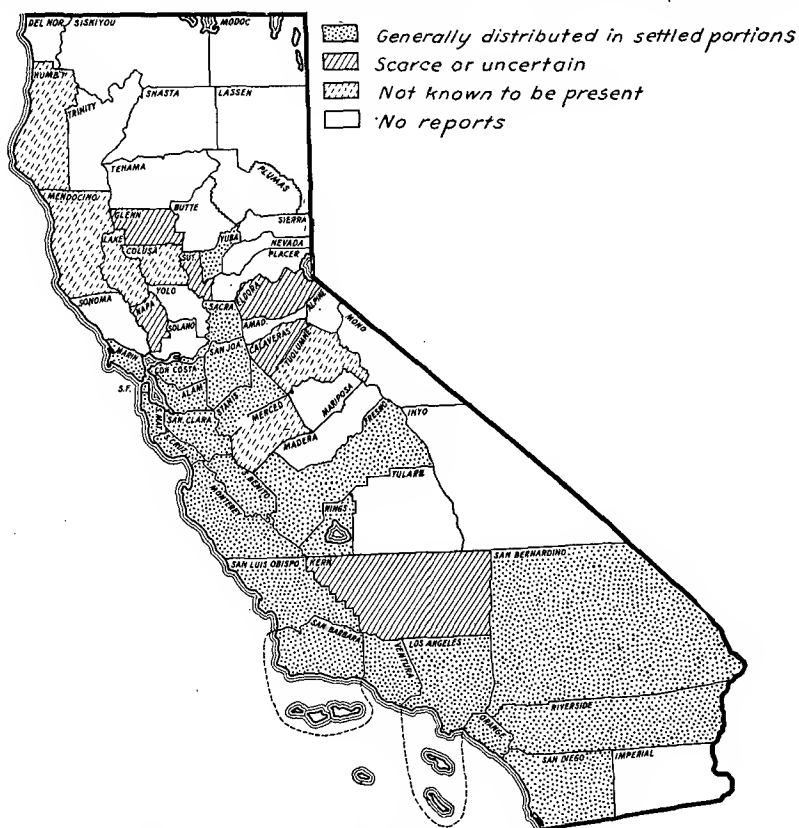 Generally distributed in settled portions
Scarce or uncertain
Not known to be present
No reports
DEL NOR.
SISKIYOU
MODOC
HUMB'T
TRINITY
SHASTA
LASSEN
TEHAMA
PLUMAS
MENDOCINO
GLENN
BUTTE
SIERRA
LAKE
COLUSA
SUT.
YUBA
NEVADA
PLACER
SONOMA
NAPA
YOLO
SOLANO
SACRA.
ELDORA.
ALPINE
AMAD.
CALAVERAS
TUOLUMNE
MONO
MARIN
CON COSTA
SAN JOA.
S.F.
ALAM.
STANIS.
MARIPOSA
SAN CLARA
MERCED
MADERA
FRESNO
INYO
MONTEREY
BENITO
TULARE
KINGS
SAN LUIS OBISPO
KERN
SAN BERNARDINO
SAN BARBARA
VENTURA
LOS ANGELES
ORANGE
RIVERSIDE
SAN DIEGO
IMPERIAL